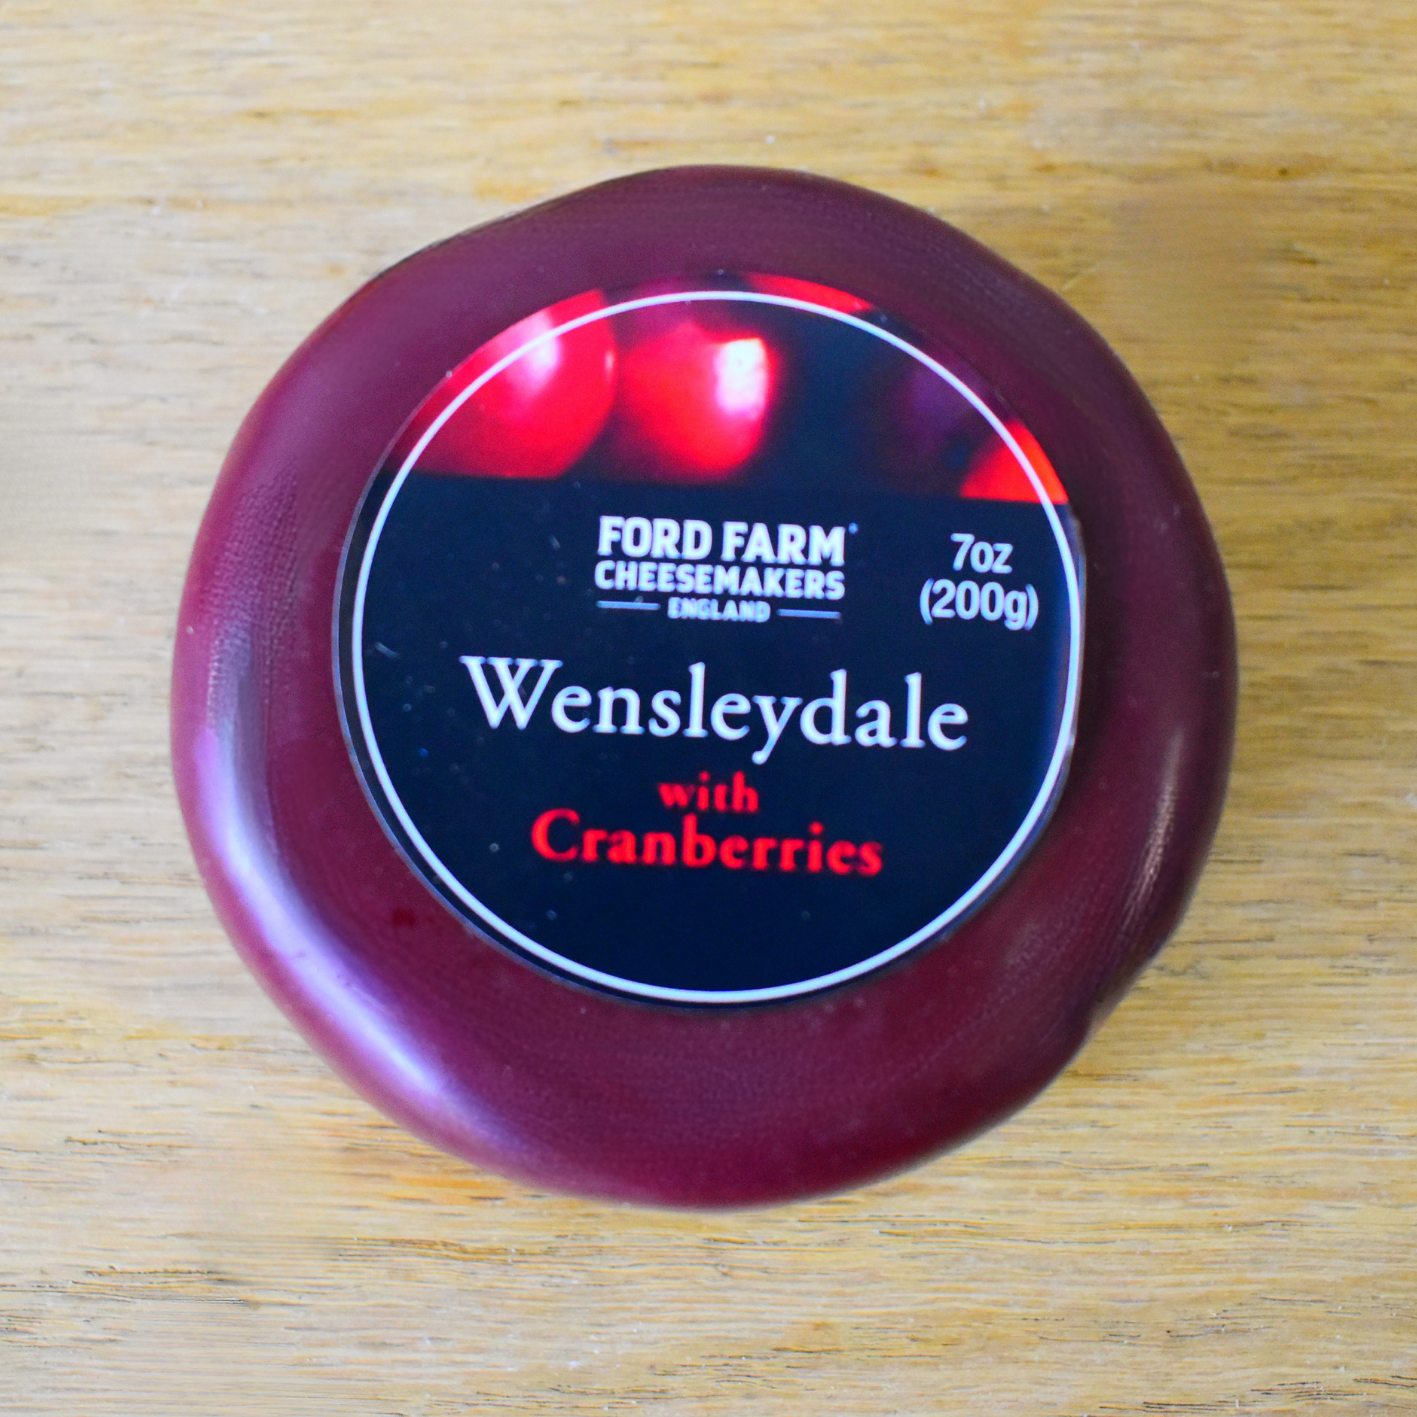 FORD FARM
CHEESEMAKERS
ENGLAND
7oz
(200g)
Wensleydale
with
Cranberries